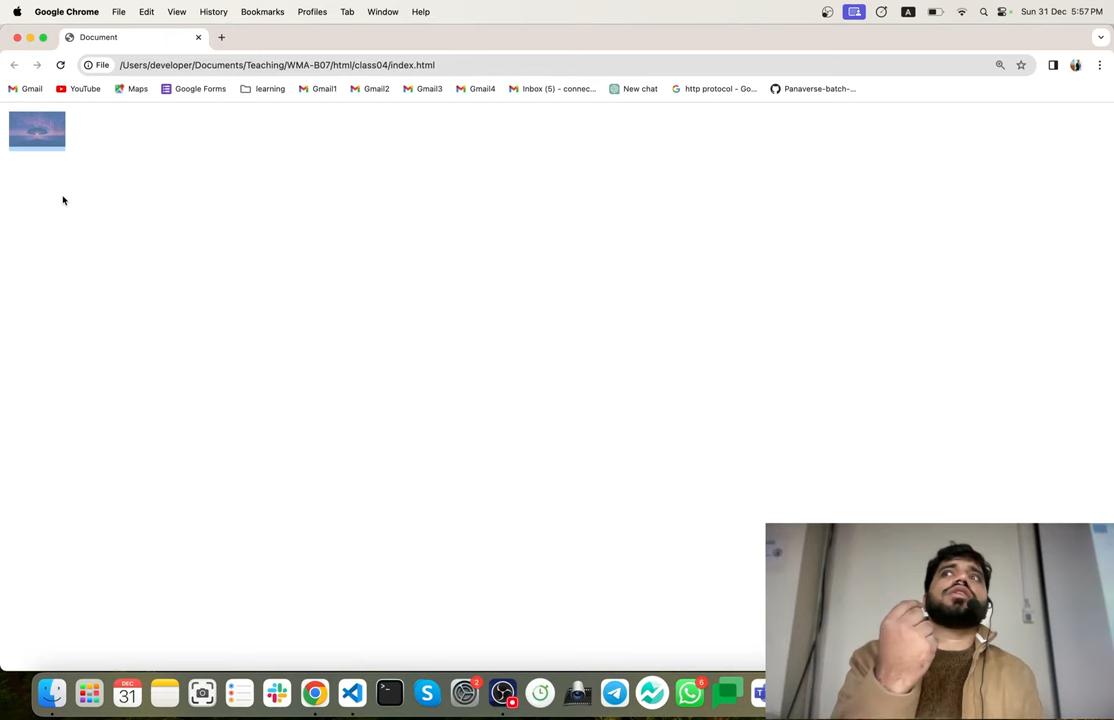 Google Chrome File Edit View History Bookmarks Profiles Tab Window Help A Sun 31 Dec 5:57 PM
Document
File /Users/developer/Documents/Teaching/WMA-B07/html/class04/index.html
Gmail YouTube Maps Google Forms learning Gmail1 Gmail2 Gmail3 Gmail4 Inbox (5) - connec... New chat http protocol - Go... Panaverse-batch-...
DEC
31 2 6